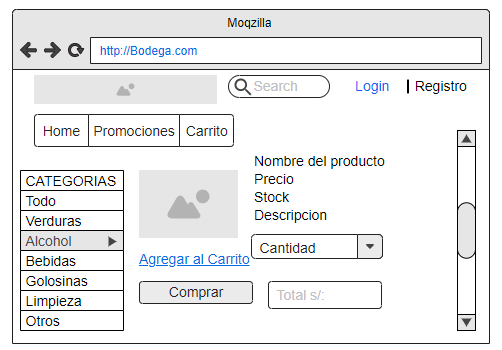 Moqzilla
http://Bodega.com
Search
Login
Registro
Home
Promociones
Carrito
CATEGORIAS
Todo
Verduras
Alcohol
Bebidas
Golosinas
Limpieza
Otros
Nombre del producto
Precio
Stock
Descripcion
Agregar al Carrito
Cantidad
Comprar
Total s/: